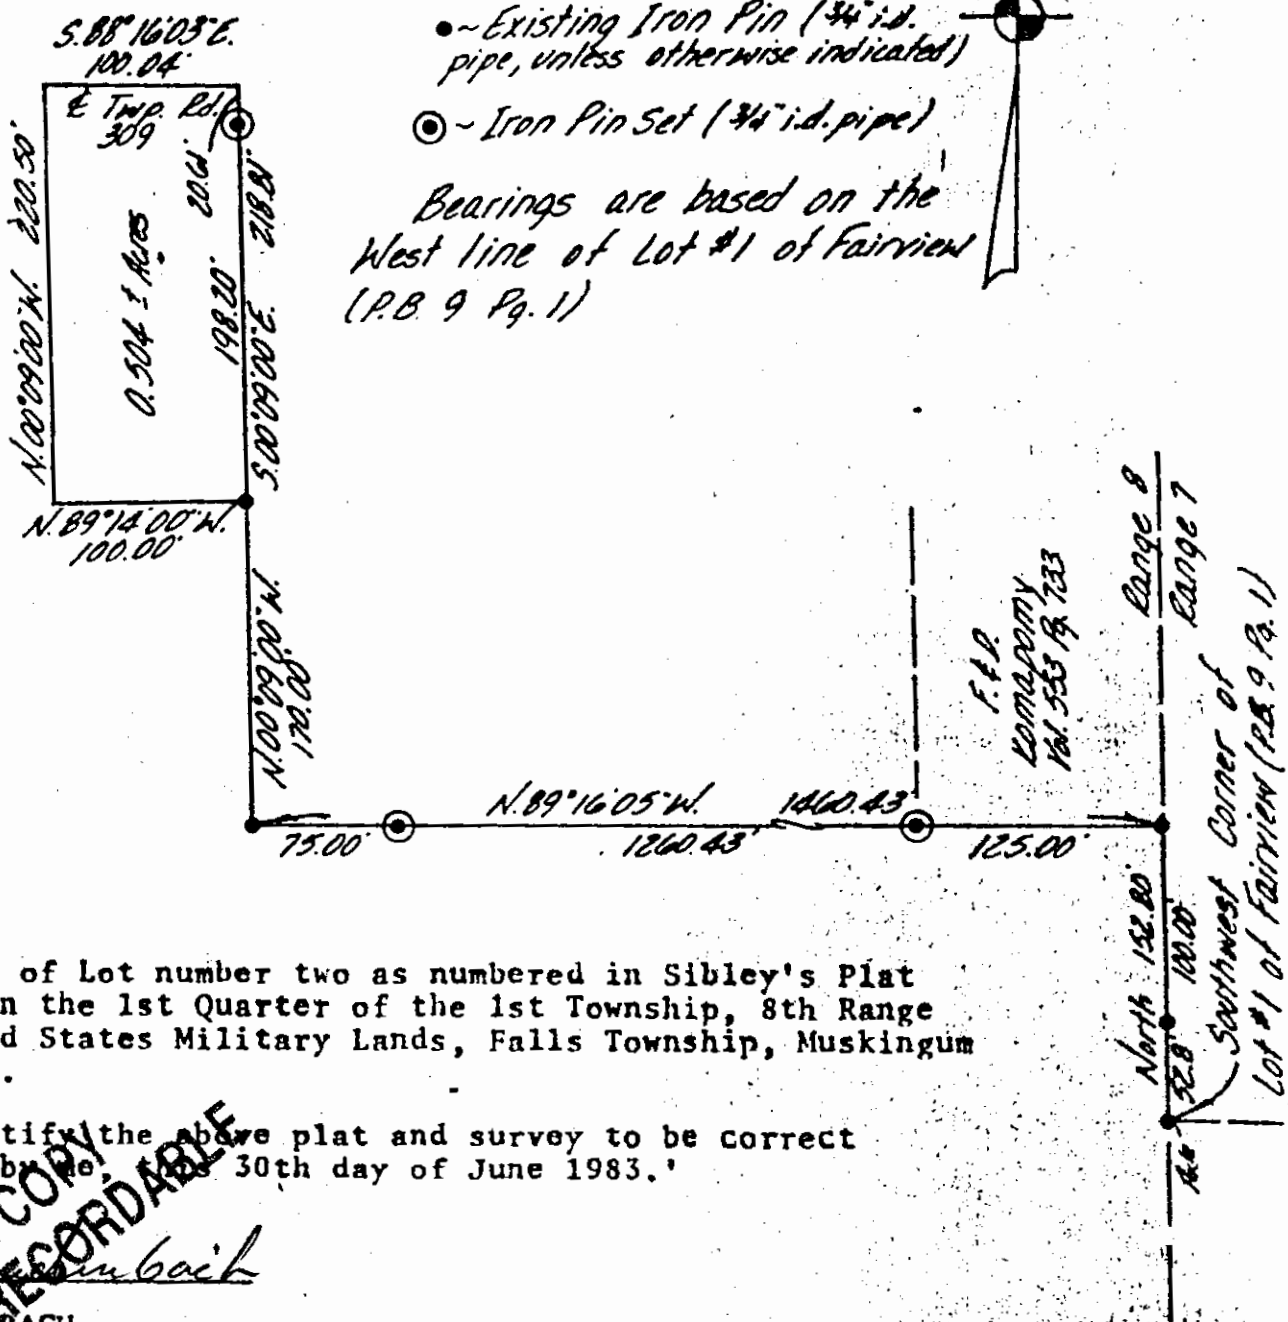 S.88°16'03"E.
100.04'
℄ Twp. Rd.
309
N.00°09'00"W. 220.50'
0.504 ± Acres
20.61'
198.20'
218.81'
S.00°09'00"E.
N.89°14'00"W.
100.00'
N.00°09'00"W.
170.00'
~ Existing Iron Pin (3/4" i.d.
pipe, unless otherwise indicated)
~ Iron Pin Set (3/4" i.d. pipe)
Bearings are based on the
West line of Lot #1 of Fairview
(P.B. 9 Pg. 1)
Range 8
Range 7
F. & D.
Komapomy
Vol. 553 Pg. 733
N.89°16'05"W. 1460.43'
75.00' 1260.43' 125.00'
North 152.80'
100.00'
52.8'
Southwest Corner of
Lot #1 of Fairview (P.B. 9 Pg. 1)
of Lot number two as numbered in Sibley's Plat
n the 1st Quarter of the 1st Township, 8th Range
d States Military Lands, Falls Township, Muskingum
tify the above plat and survey to be correct
by me, this 30th day of June 1983.
COPY
RECORDABLE